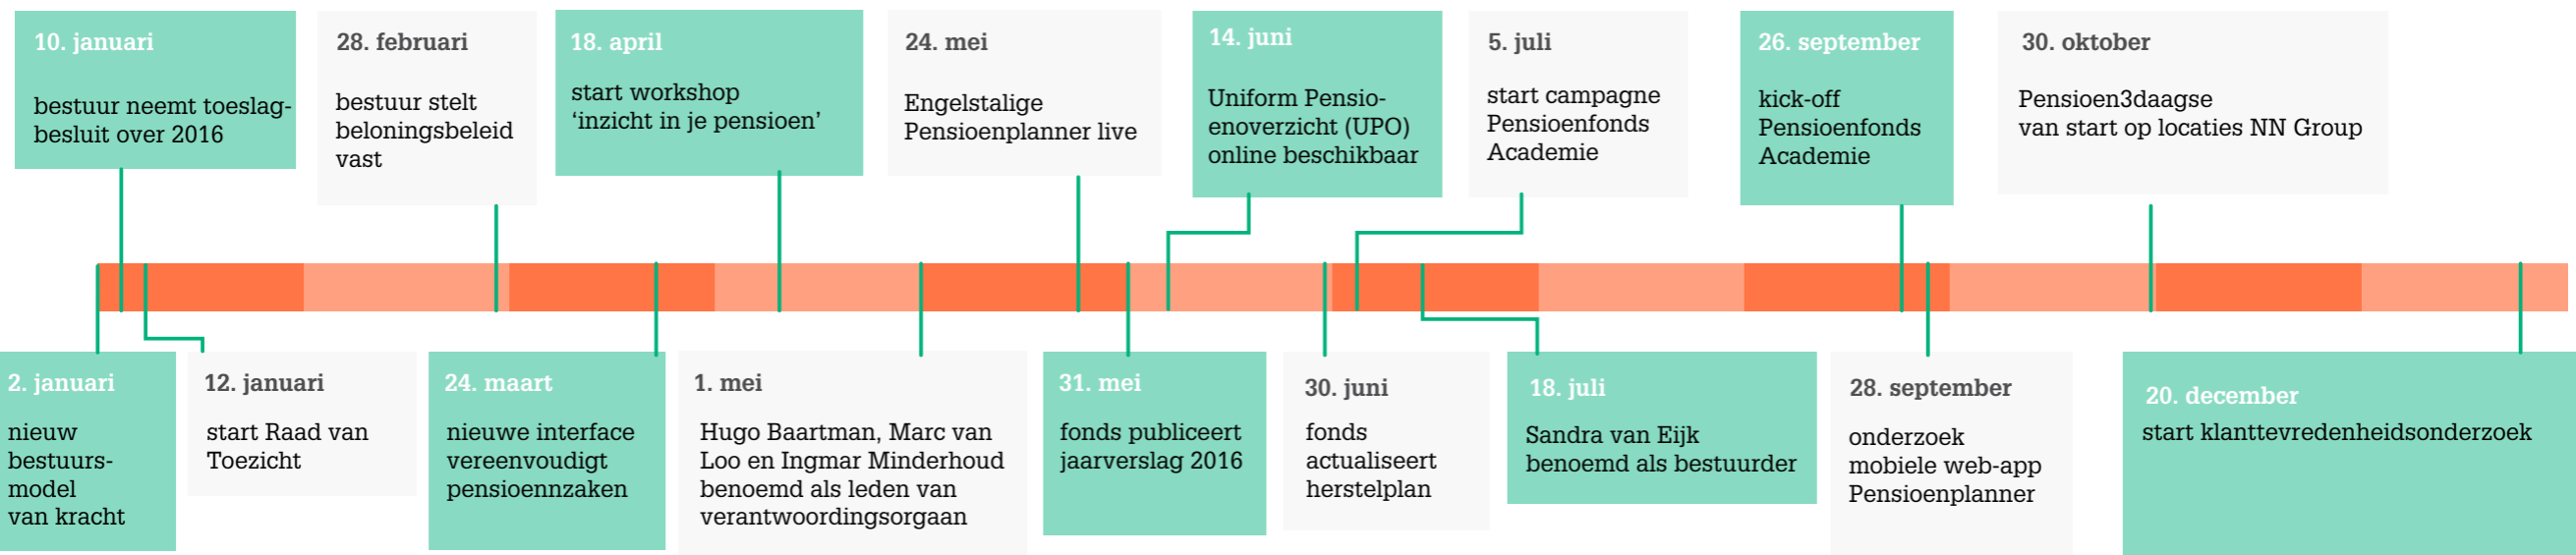 10. januari
bestuur neemt toeslag-
besluit over 2016
28. februari
bestuur stelt
beloningsbeleid
vast
18. april
start workshop
‘inzicht in je pensioen’
24. mei
Engelstalige
Pensioenplanner live
14. juni
Uniform Pensio-
enoverzicht (UPO)
online beschikbaar
5. juli
start campagne
Pensioenfonds
Academie
26. september
kick-off
Pensioenfonds
Academie
30. oktober
Pensioen3daagse
van start op locaties NN Group
2. januari
nieuw
bestuurs-
model
van kracht
12. januari
start Raad van
Toezicht
24. maart
nieuwe interface
vereenvoudigt
pensioennzaken
1. mei
Hugo Baartman, Marc van
Loo en Ingmar Minderhoud
benoemd als leden van
verantwoordingsorgaan
31. mei
fonds publiceert
jaarverslag 2016
30. juni
fonds
actualiseert
herstelplan
18. juli
Sandra van Eijk
benoemd als bestuurder
28. september
onderzoek
mobiele web-app
Pensioenplanner
20. december
start klanttevredenheidsonderzoek